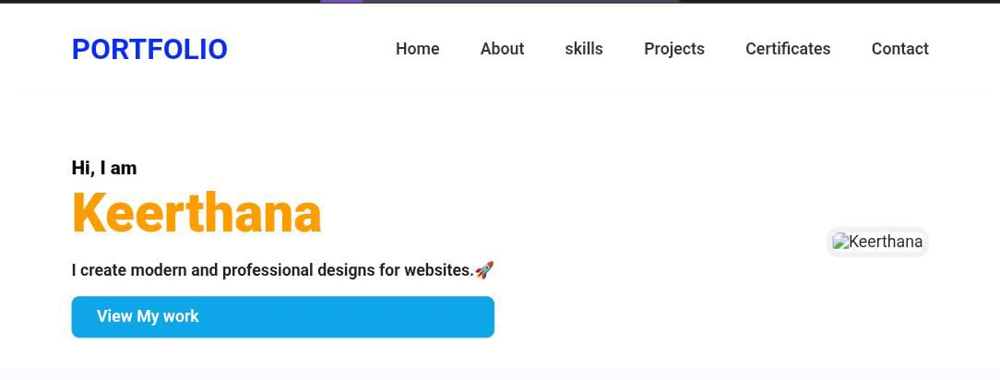 PORTFOLIO
Home About skills Projects Certificates Contact
Hi, I am
Keerthana
Keerthana
I create modern and professional designs for websites.🚀
View My work